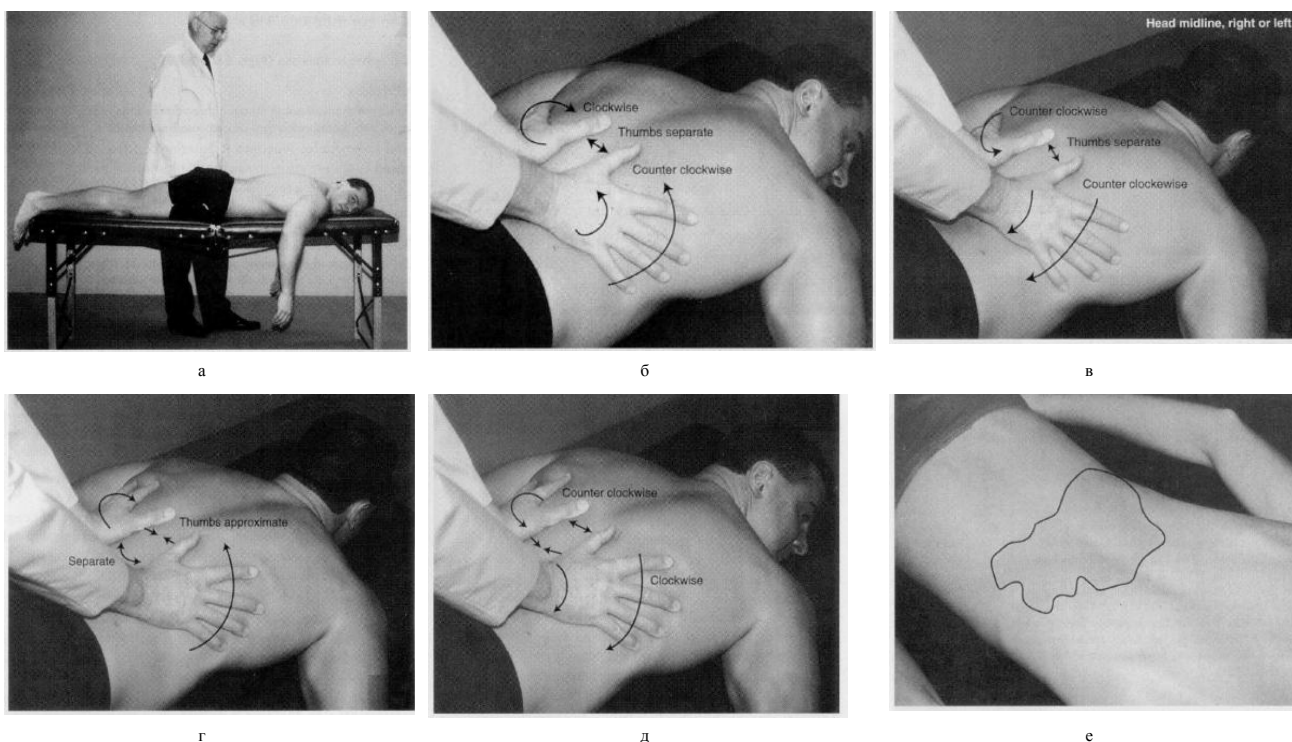 Clockwise
Thumbs separate
Counter clockwise
Head midline, right or left
Counter clockwise
Thumbs separate
Counter clockewise
а
б
в
Thumbs approximate
Separate
Counter clockwise
Clockwise
г
д
е